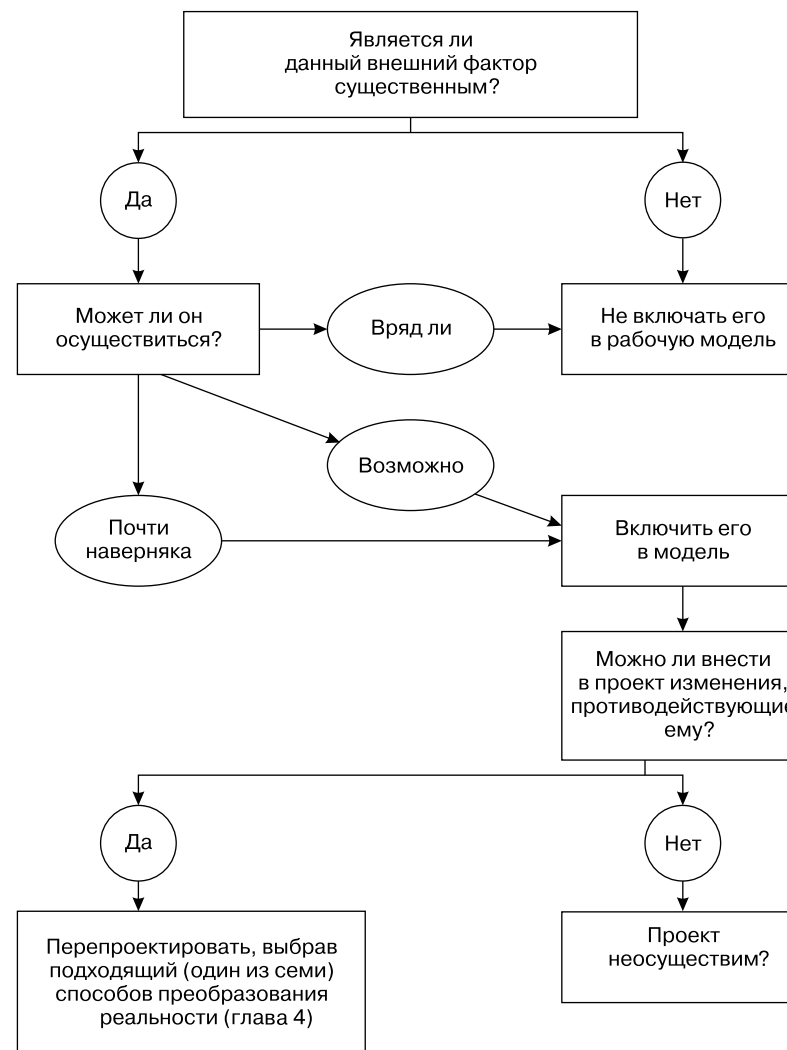 Является ли
данный внешний фактор
существенным?
Да
Нет
Может ли он
осуществиться?
Вряд ли
Не включать его
в рабочую модель
Возможно
Почти
наверняка
Включить его
в модель
Можно ли внести
в проект изменения,
противодействующие
ему?
Да
Нет
Перепроектировать, выбрав
подходящий (один из семи)
способов преобразования
реальности (глава 4)
Проект
неосуществим?